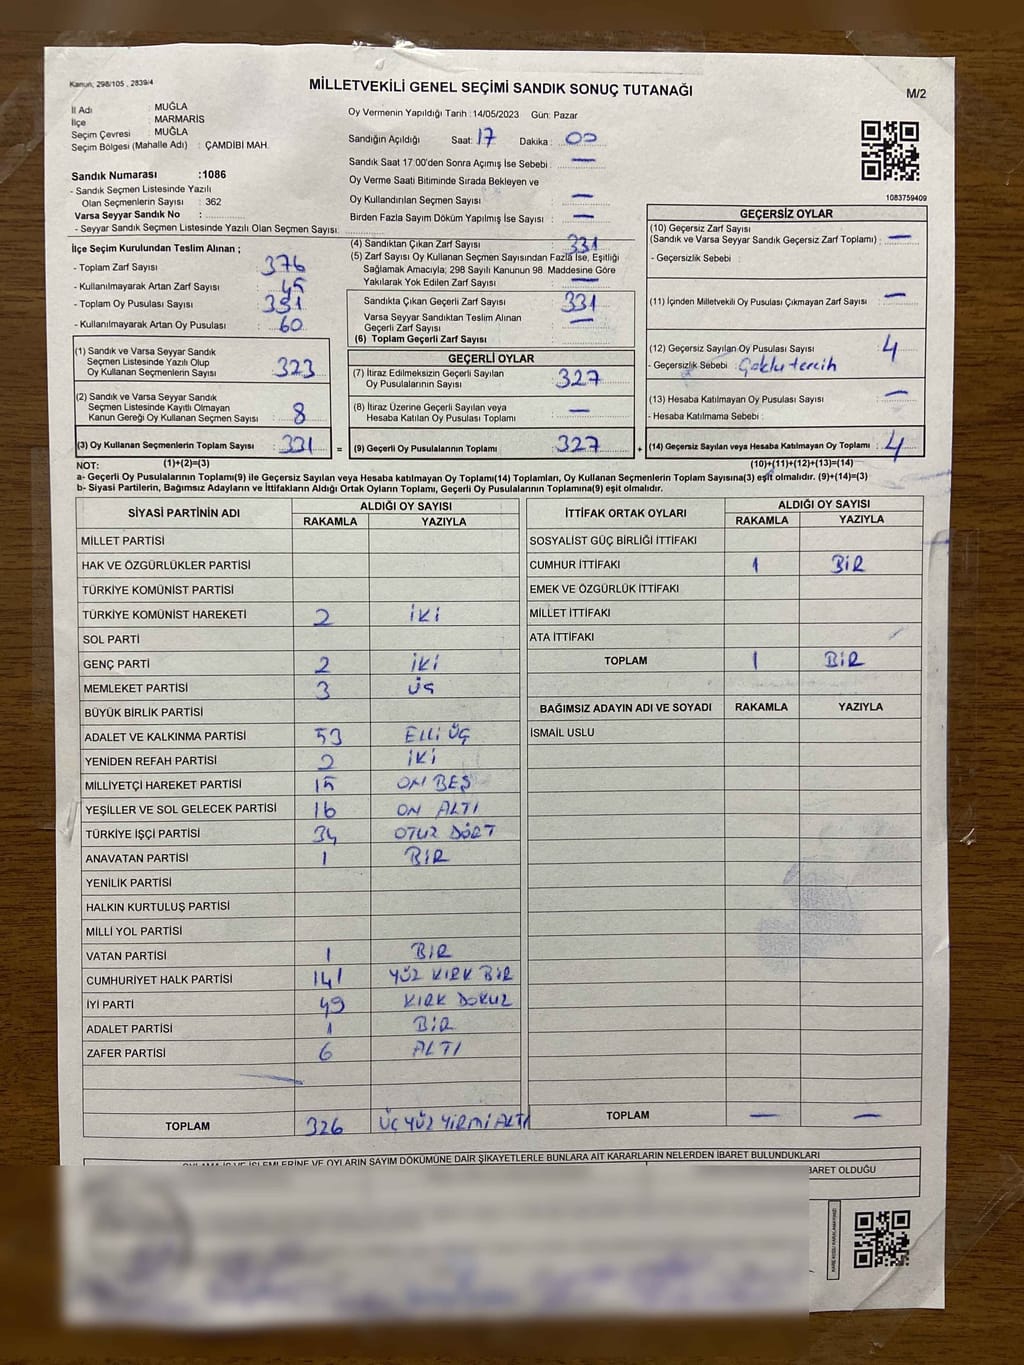 Kanun, 298/105 , 2839/4
MİLLETVEKİLİ GENEL SEÇİMİ SANDIK SONUÇ TUTANAĞI
M/2
İl Adı : MUĞLA
İlçe : MARMARİS
Seçim Çevresi : MUĞLA
Seçim Bölgesi (Mahalle Adı) : ÇAMDİBİ MAH.
Sandık Numarası :1086
- Sandık Seçmen Listesinde Yazılı
Olan Seçmenlerin Sayısı : 362
Varsa Seyyar Sandık No :
- Seyyar Sandık Seçmen Listesinde Yazılı Olan Seçmen Sayısı:
Oy Vermenin Yapıldığı Tarih : 14/05/2023 Gün: Pazar
Sandığın Açıldığı Saat: 17 Dakika : 00
Sandık Saat 17:00'den Sonra Açılmış İse Sebebi : —
Oy Verme Saati Bitiminde Sırada Bekleyen ve
Oy Kullandırılan Seçmen Sayısı : —
Birden Fazla Sayım Döküm Yapılmış İse Sayısı : —
1083759409
İlçe Seçim Kurulundan Teslim Alınan ;
- Toplam Zarf Sayısı : 376
- Kullanılmayarak Artan Zarf Sayısı : 45
- Toplam Oy Pusulası Sayısı : 391
- Kullanılmayarak Artan Oy Pusulası : 60
(4) Sandıktan Çıkan Zarf Sayısı : 331
(5) Zarf Sayısı Oy Kullanan Seçmen Sayısından Fazla İse, Eşitliği
Sağlamak Amacıyla; 298 Sayılı Kanunun 98. Maddesine Göre
Yakılarak Yok Edilen Zarf Sayısı : —
Sandıkta Çıkan Geçerli Zarf Sayısı : 331
Varsa Seyyar Sandıktan Teslim Alınan
Geçerli Zarf Sayısı : —
(6) Toplam Geçerli Zarf Sayısı :
GEÇERSİZ OYLAR
(10) Geçersiz Zarf Sayısı
(Sandık ve Varsa Seyyar Sandık Geçersiz Zarf Toplamı) : —
- Geçersizlik Sebebi :
(11) İçinden Milletvekili Oy Pusulası Çıkmayan Zarf Sayısı : —
(12) Geçersiz Sayılan Oy Pusulası Sayısı : 4
- Geçersizlik Sebebi : Çoklu tercih
(13) Hesaba Katılmayan Oy Pusulası Sayısı : —
- Hesaba Katılmama Sebebi :
(14) Geçersiz Sayılan veya Hesaba Katılmayan Oy Toplamı : 4
(10)+(11)+(12)+(13)=(14)
(1) Sandık ve Varsa Seyyar Sandık
Seçmen Listesinde Yazılı Olup
Oy Kullanan Seçmenlerin Sayısı : 323
(2) Sandık ve Varsa Seyyar Sandık
Seçmen Listesinde Kayıtlı Olmayan
Kanun Gereği Oy Kullanan Seçmen Sayısı : 8
(3) Oy Kullanan Seçmenlerin Toplam Sayısı : 331 =
(1)+(2)=(3)
GEÇERLİ OYLAR
(7) İtiraz Edilmeksizin Geçerli Sayılan
Oy Pusulalarının Sayısı : 327
(8) İtiraz Üzerine Geçerli Sayılan veya
Hesaba Katılan Oy Pusulası Toplamı : —
(9) Geçerli Oy Pusulalarının Toplamı : 327 +
NOT:
a- Geçerli Oy Pusulalarının Toplamı(9) ile Geçersiz Sayılan veya Hesaba katılmayan Oy Toplamı(14) Toplamları, Oy Kullanan Seçmenlerin Toplam Sayısına(3) eşit olmalıdır. (9)+(14)=(3)
b- Siyasi Partilerin, Bağımsız Adayların ve İttifakların Aldığı Ortak Oyların Toplamı, Geçerli Oy Pusulalarının Toplamına(9) eşit olmalıdır.
SİYASİ PARTİNİN ADI ALDIĞI OY SAYISI
RAKAMLA YAZIYLA
MİLLET PARTİSİ
HAK VE ÖZGÜRLÜKLER PARTİSİ
TÜRKİYE KOMÜNİST PARTİSİ
TÜRKİYE KOMÜNİST HAREKETİ 2 İKİ
SOL PARTİ
GENÇ PARTİ 2 İKİ
MEMLEKET PARTİSİ 3 ÜÇ
BÜYÜK BİRLİK PARTİSİ
ADALET VE KALKINMA PARTİSİ 53 ELLİ ÜÇ
YENİDEN REFAH PARTİSİ 2 İKİ
MİLLİYETÇİ HAREKET PARTİSİ 15 ON BEŞ
YEŞİLLER VE SOL GELECEK PARTİSİ 16 ON ALTI
TÜRKİYE İŞÇİ PARTİSİ 34 OTUZ DÖRT
ANAVATAN PARTİSİ 1 BİR
YENİLİK PARTİSİ
HALKIN KURTULUŞ PARTİSİ
MİLLİ YOL PARTİSİ
VATAN PARTİSİ 1 BİR
CUMHURİYET HALK PARTİSİ 141 YÜZ KIRK BİR
İYİ PARTİ 49 KIRK DOKUZ
ADALET PARTİSİ 1 BİR
ZAFER PARTİSİ 6 ALTI
TOPLAM 326 ÜÇ YÜZ YİRMİ ALTI
İTTİFAK ORTAK OYLARI ALDIĞI OY SAYISI
RAKAMLA YAZIYLA
SOSYALİST GÜÇ BİRLİĞİ İTTİFAKI
CUMHUR İTTİFAKI 1 BİR
EMEK VE ÖZGÜRLÜK İTTİFAKI
MİLLET İTTİFAKI
ATA İTTİFAKI
TOPLAM 1 BİR
BAĞIMSIZ ADAYIN ADI VE SOYADI RAKAMLA YAZIYLA
İSMAİL USLU
TOPLAM — —
OYLAMA İŞ VE İŞLEMLERİNE VE OYLARIN SAYIM DÖKÜMÜNE DAİR ŞİKAYETLERLE BUNLARA AİT KARARLARIN NELERDEN İBARET BULUNDUKLARI
BARET OLDUĞU